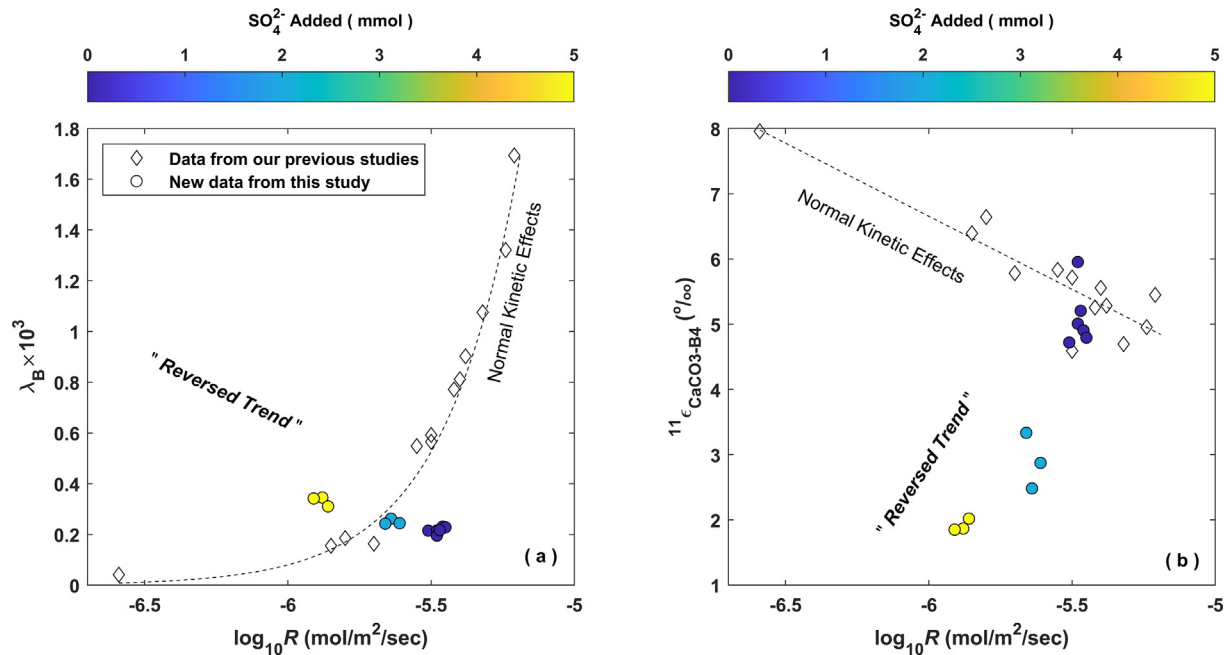 SO₄²⁻ Added ( mmol )
0 1 2 3 4 5
1.8
1.6
1.4
1.2
1
0.8
0.6
0.4
0.2
0
λB×10³
Data from our previous studies
New data from this study
Normal Kinetic Effects
" Reversed Trend "
( a )
-6.5 -6 -5.5 -5
log₁₀R (mol/m²/sec)
SO₄²⁻ Added ( mmol )
0 1 2 3 4 5
8
7
6
5
4
3
2
1
¹¹ϵCaCO3-B4 (º/ₒₒ)
Normal Kinetic Effects
" Reversed Trend "
( b )
-6.5 -6 -5.5 -5
log₁₀R (mol/m²/sec)